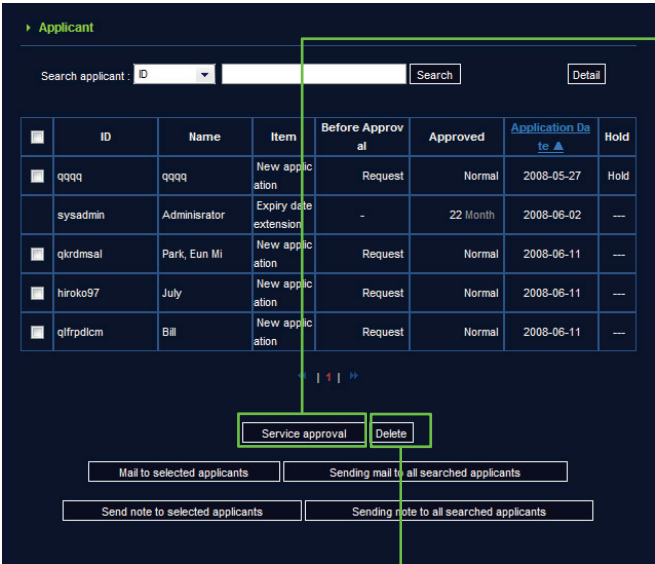 Applicant
Search applicant : ID Search Detail
ID Name Item Before Approv
al Approved Application Da
te ▲ Hold
qqqq qqqq New applic
ation Request Normal 2008-05-27 Hold
sysadmin Adminisrator Expiry date
extension - 22 Month 2008-06-02 ---
qkrdmsal Park, Eun Mi New applic
ation Request Normal 2008-06-11 ---
hiroko97 July New applic
ation Request Normal 2008-06-11 ---
qlfrpdlcm Bill New applic
ation Request Normal 2008-06-11 ---
| 1 |
Service approval Delete
Mail to selected applicants Sending mail to all searched applicants
Send note to selected applicants Sending note to all searched applicants